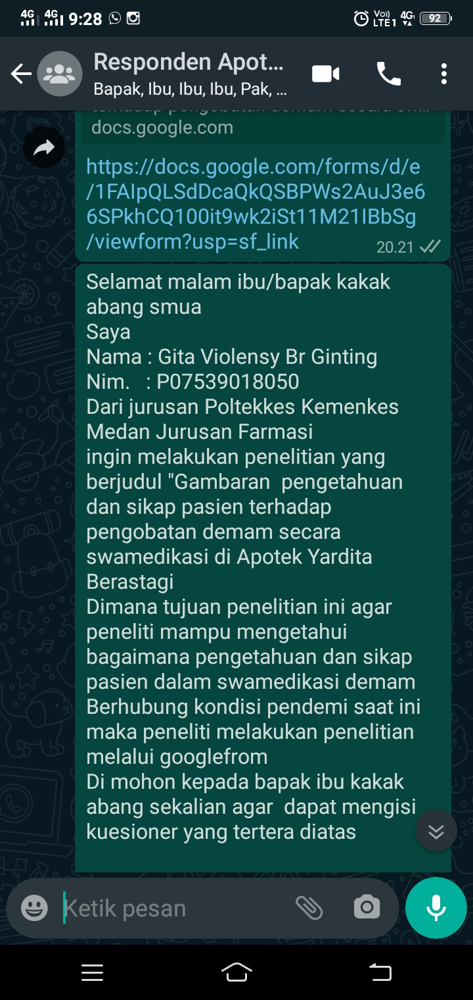 4G 4G 9:28 Vo)) LTE1 4G 92
Responden Apot...
Bapak, Ibu, Ibu, Ibu, Pak, ...
docs.google.com
https://docs.google.com/forms/d/e
/1FAIpQLSdDcaQkQSBPWs2AuJ3e6
6SPkhCQ100it9wk2iSt11M21IBbSg
/viewform?usp=sf_link
20.21
Selamat malam ibu/bapak kakak
abang smua
Saya
Nama : Gita Violensy Br Ginting
Nim. : P07539018050
Dari jurusan Poltekkes Kemenkes
Medan Jurusan Farmasi
ingin melakukan penelitian yang
berjudul "Gambaran pengetahuan
dan sikap pasien terhadap
pengobatan demam secara
swamedikasi di Apotek Yardita
Berastagi
Dimana tujuan penelitian ini agar
peneliti mampu mengetahui
bagaimana pengetahuan dan sikap
pasien dalam swamedikasi demam
Berhubung kondisi pendemi saat ini
maka peneliti melakukan penelitian
melalui googlefrom
Di mohon kepada bapak ibu kakak
abang sekalian agar dapat mengisi
kuesioner yang tertera diatas
Ketik pesan